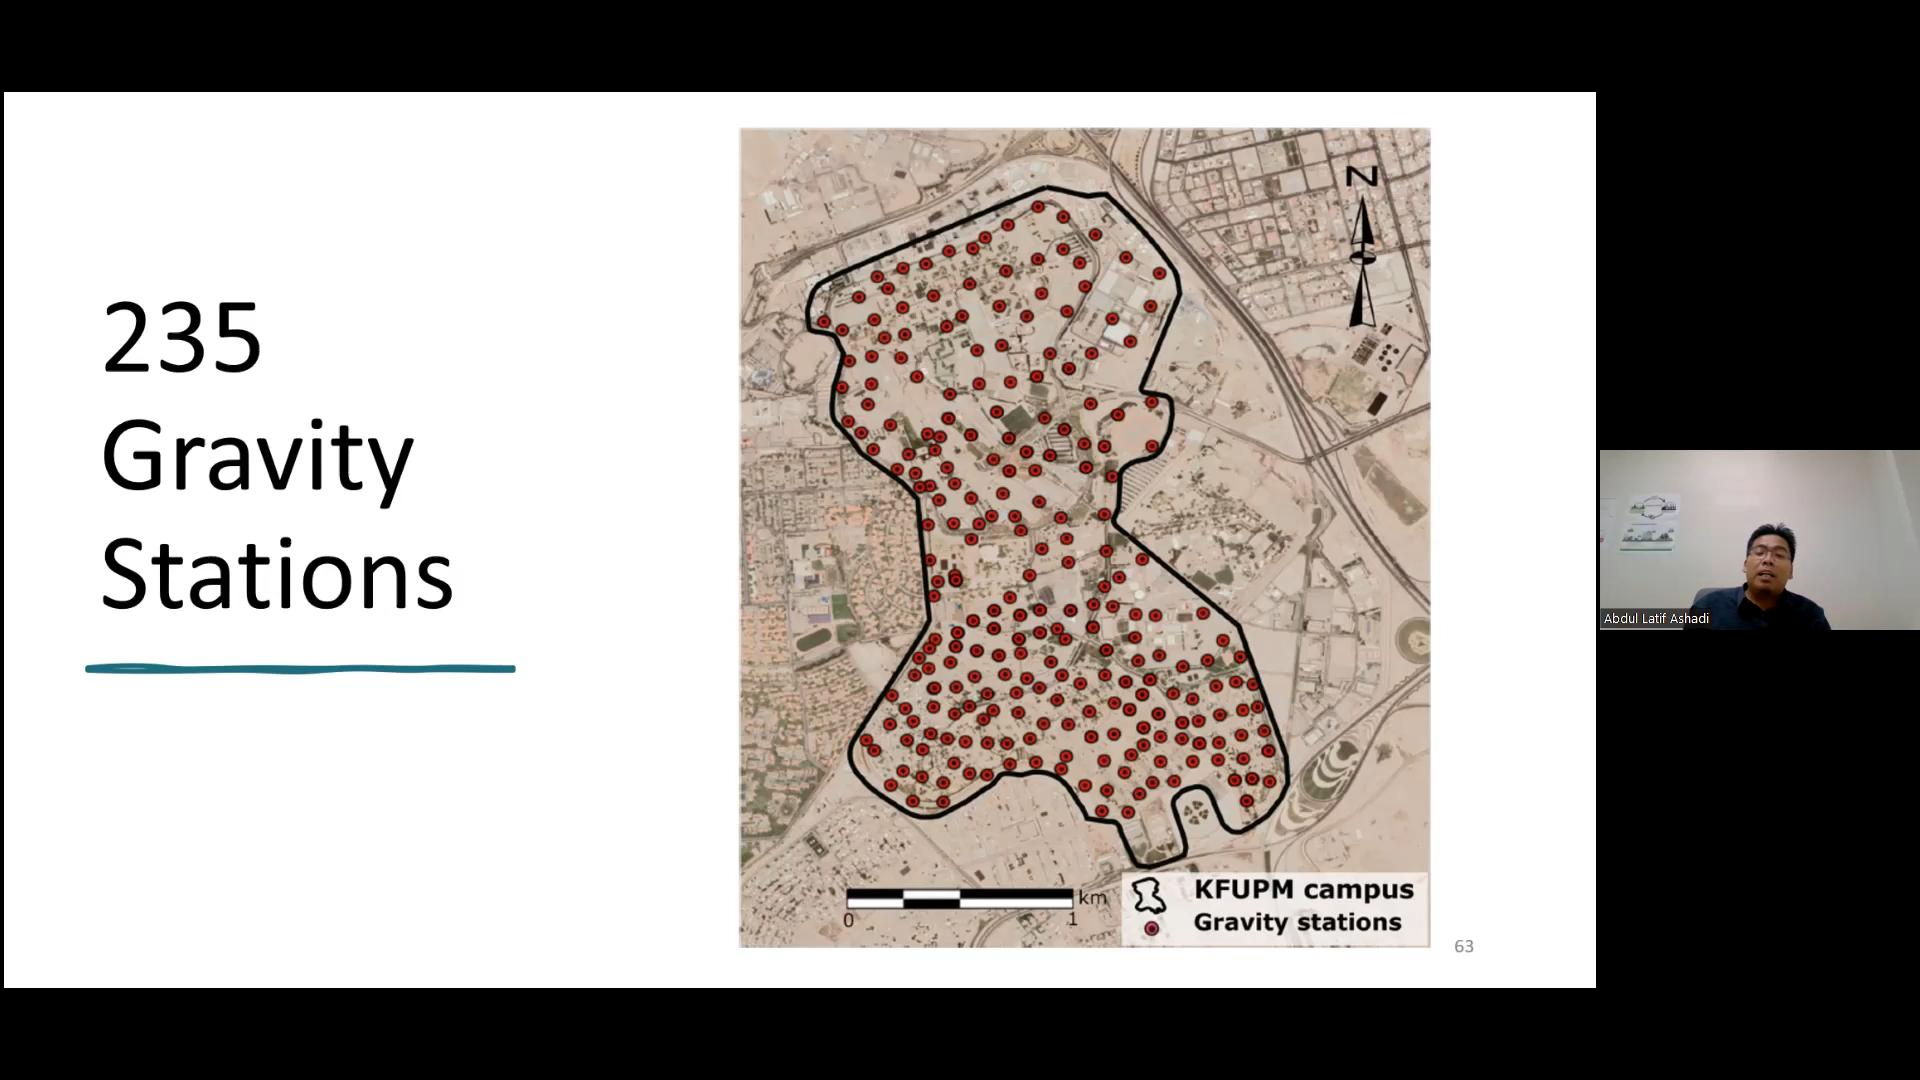 235
Gravity
Stations
N
km
0
1
KFUPM campus
Gravity stations
63
Abdul Latif Ashadi